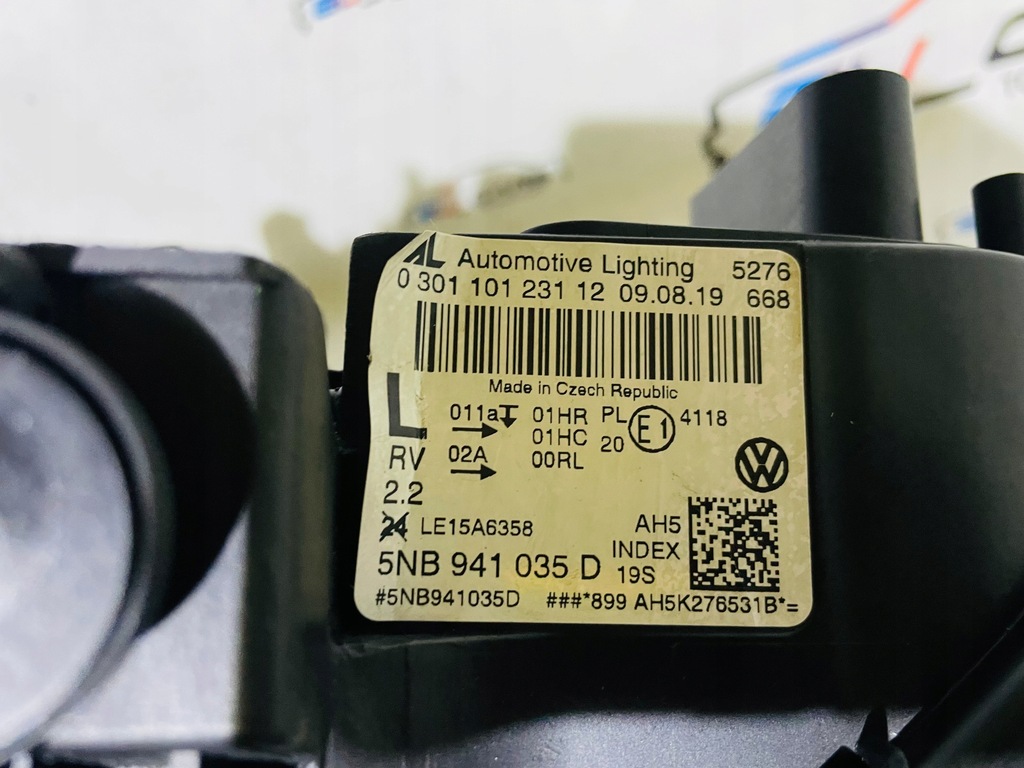 AL Automotive Lighting 5276
0 301 101 231 12 09.08.19 668
Made in Czech Republic
L 011a 01HR PL E1 4118
01HC 20
RV 02A 00RL
2.2
24 LE15A6358 AH5
INDEX
5NB 941 035 D 19S
#5NB941035D ###*899 AH5K276531B*=
VW